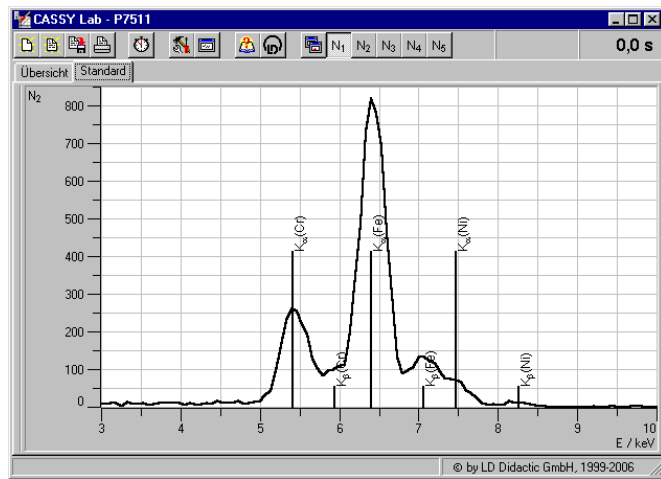 CASSY Lab - P7511
N₁ N₂ N₃ N₄ N₅ 0,0 s
Übersicht Standard
N₂
800
700
600
500
400
300
200
100
0
Kα(Cr)
Kβ(Cr)
Kα(Fe)
Kβ(Fe)
Kα(Ni)
Kβ(Ni)
3 4 5 6 7 8 9 10
E / keV
© by LD Didactic GmbH, 1999-2006